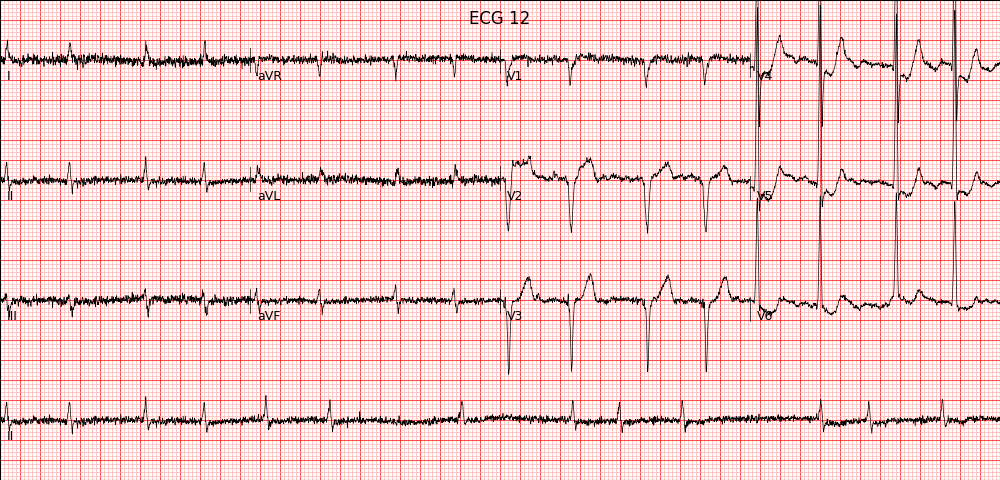 ECG 12
I aVR V1 V4
II aVL V2 V5
III aVF V3 V6
II